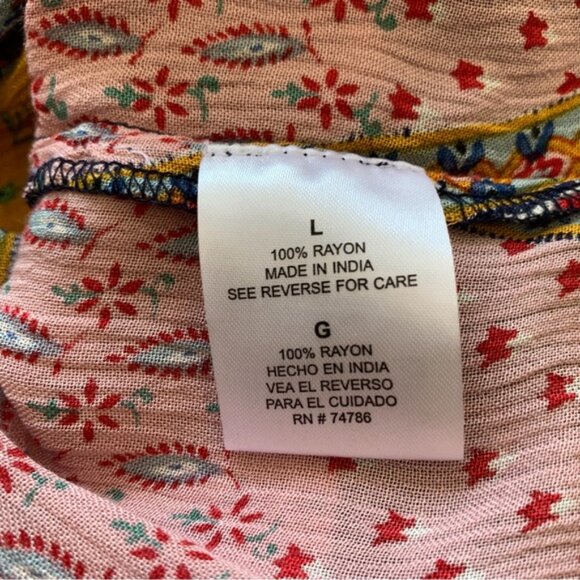 L
100% RAYON
MADE IN INDIA
SEE REVERSE FOR CARE
G
100% RAYON
HECHO EN INDIA
VEA EL REVERSO
PARA EL CUIDADO
RN # 74786